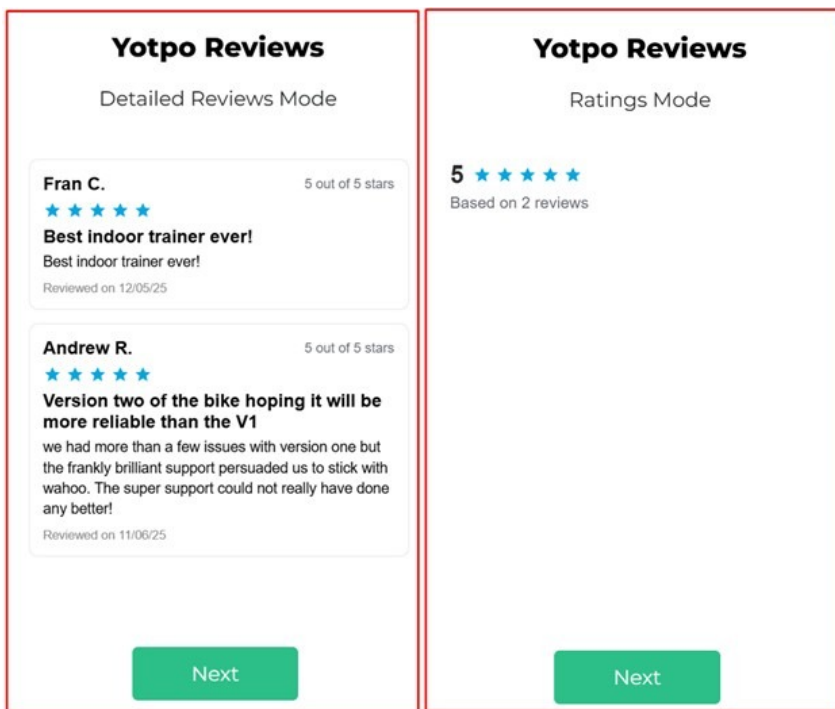 Yotpo Reviews
Detailed Reviews Mode
Fran C.
5 out of 5 stars
Best indoor trainer ever!
Best indoor trainer ever!
Reviewed on 12/05/25
Andrew R.
5 out of 5 stars
Version two of the bike hoping it will be
more reliable than the V1
we had more than a few issues with version one but
the frankly brilliant support persuaded us to stick with
wahoo. The super support could not really have done
any better!
Reviewed on 11/06/25
Next
Yotpo Reviews
Ratings Mode
5
Based on 2 reviews
Next